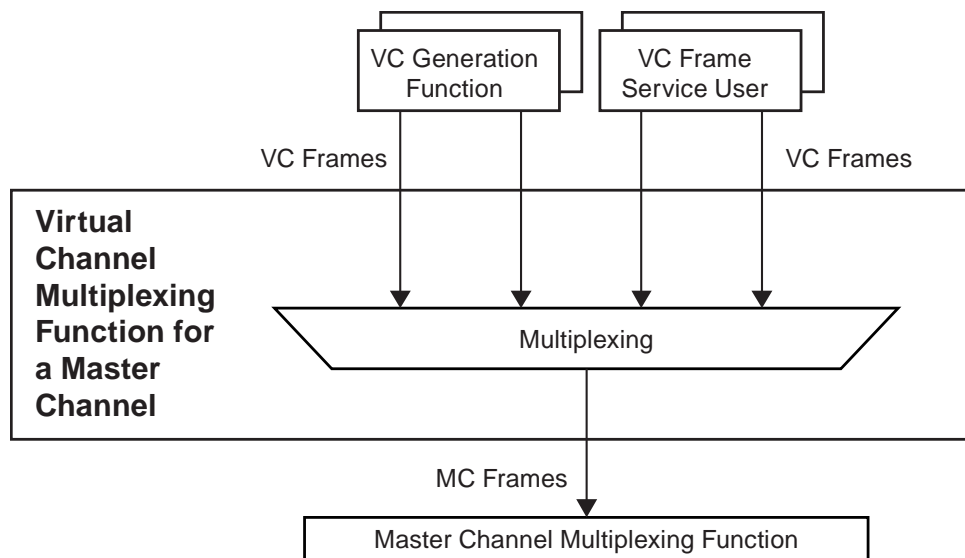 VC Generation
Function
VC Frame
Service User
VC Frames
VC Frames
Virtual
Channel
Multiplexing
Function for
a Master
Channel
Multiplexing
MC Frames
Master Channel Multiplexing Function